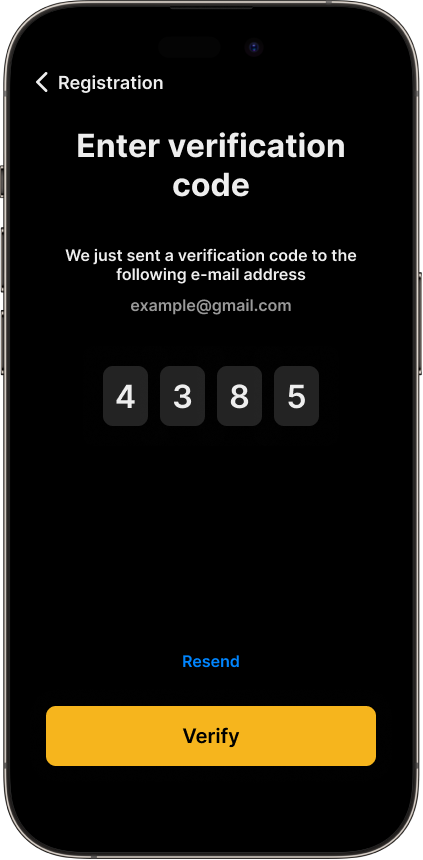 Registration
Enter verification
code
We just sent a verification code to the
following e-mail address
example@gmail.com
4 3 8 5
Resend
Verify